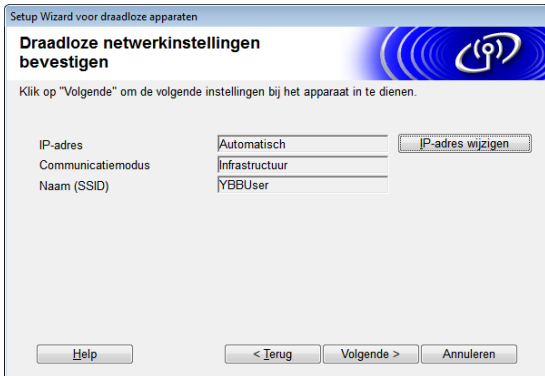 Setup Wizard voor draadloze apparaten
Draadloze netwerkinstellingen
bevestigen
Klik op "Volgende" om de volgende instellingen bij het apparaat in te dienen.
IP-adres Automatisch IP-adres wijzigen
Communicatiemodus Infrastructuur
Naam (SSID) YBBUser
Help < Terug Volgende > Annuleren